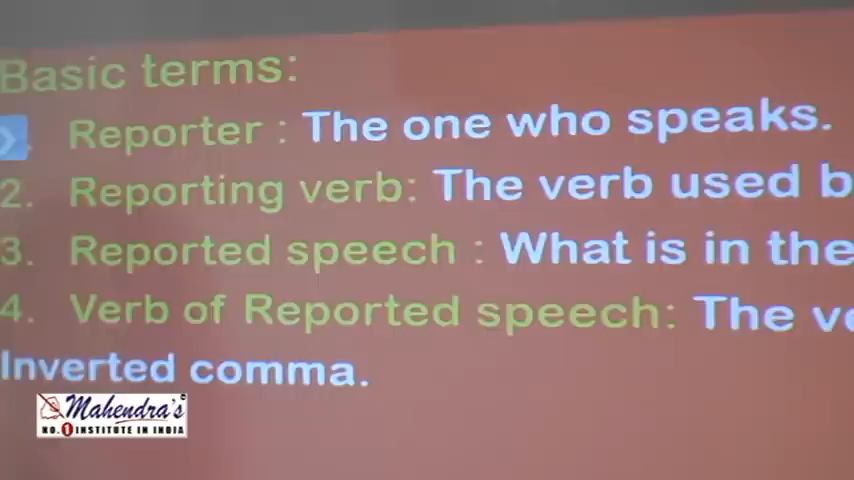 Basic terms:
. Reporter : The one who speaks.
2. Reporting verb: The verb used
3. Reported speech : What is in the
4. Verb of Reported speech: The
Inverted comma.
Mahendra's
NO. 1 INSTITUTE IN INDIA